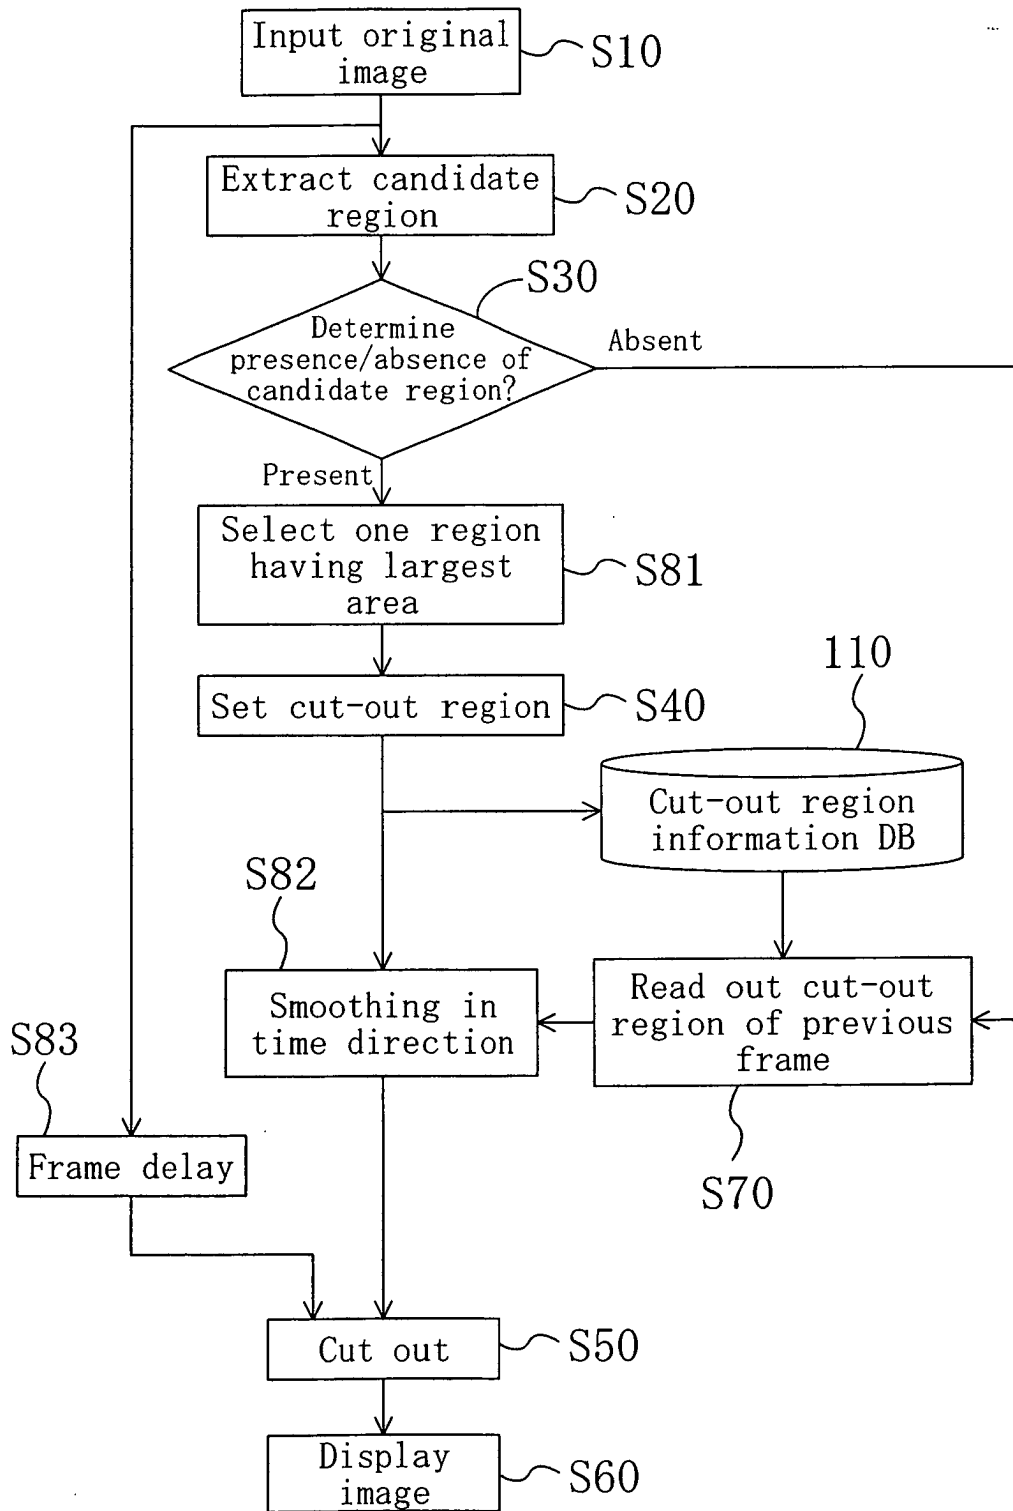 Input original
image
S10
Extract candidate
region
S20
S30
Determine
presence/absence of
candidate region?
Absent
Present
Select one region
having largest
area
S81
Set cut-out region
S40
110
Cut-out region
information DB
S82
Smoothing in
time direction
Read out cut-out
region of previous
frame
S83
Frame delay
S70
Cut out
S50
Display
image
S60